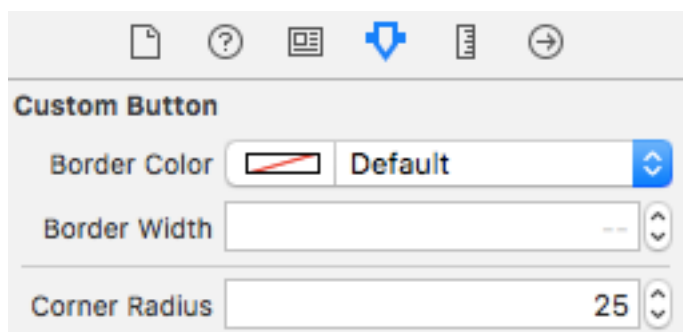 Custom Button
Border Color Default
Border Width --
Corner Radius 25